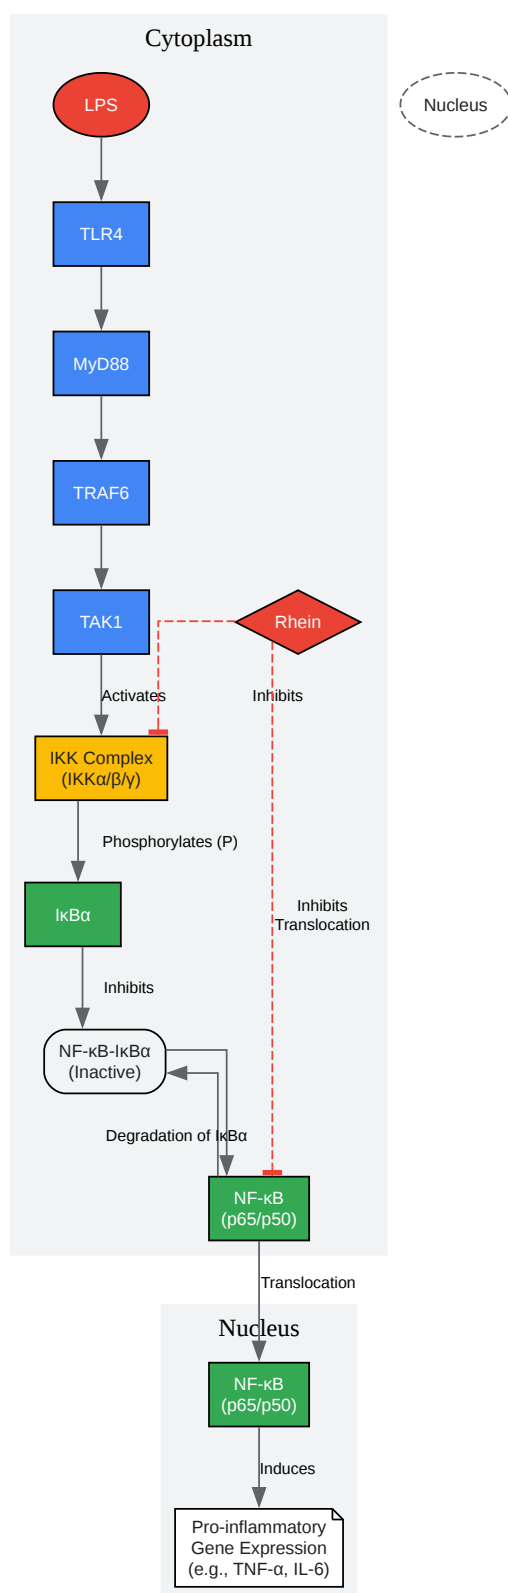 Cytoplasm
LPS
Nucleus
TLR4
MyD88
TRAF6
TAK1
Rhein
Activates
Inhibits
IKK Complex
(IKKα/β/γ)
Phosphorylates (P)
IκBα
Inhibits
Translocation
Inhibits
NF-κB-IκBα
(Inactive)
Degradation of IκBα
NF-κB
(p65/p50)
Translocation
Nucleus
NF-κB
(p65/p50)
Induces
Pro-inflammatory
Gene Expression
(e.g., TNF-α, IL-6)